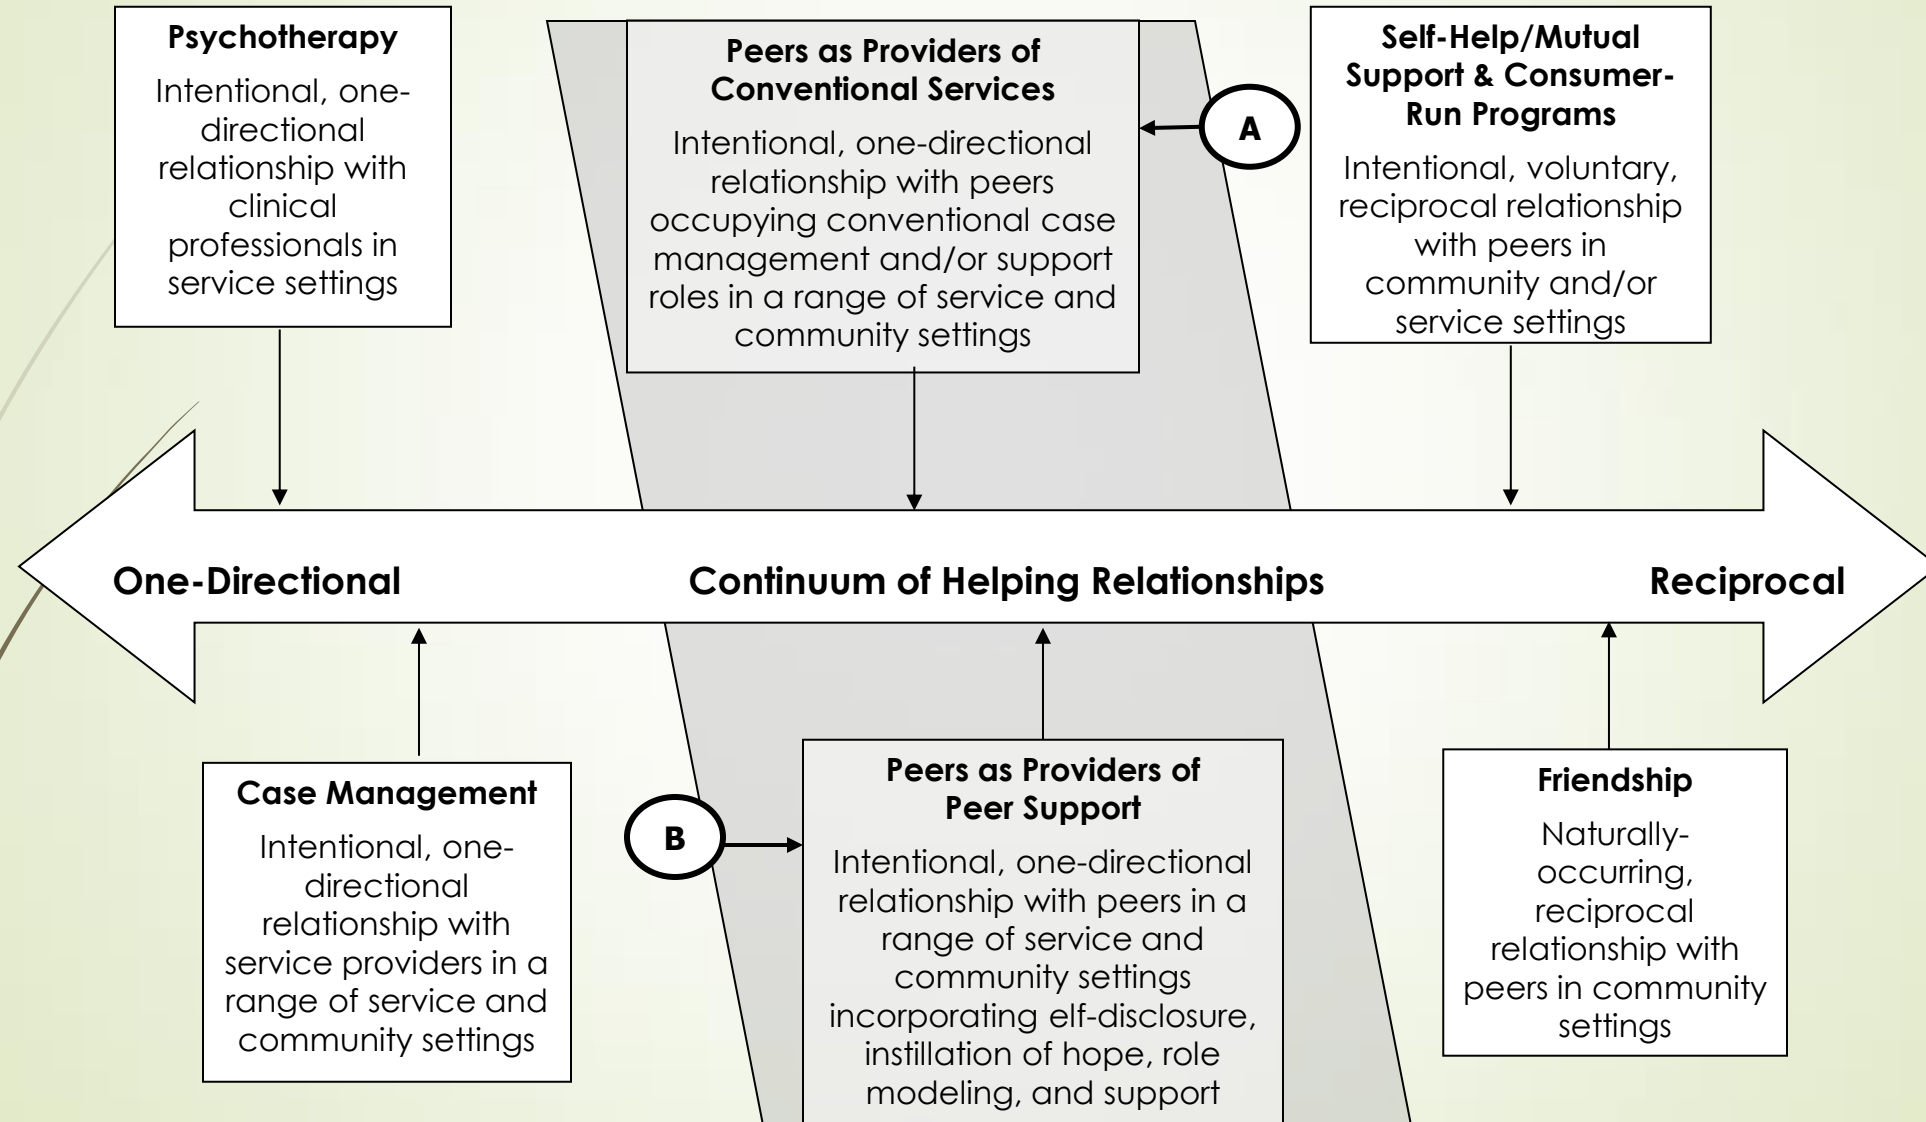 Psychotherapy
Intentional, one-
directional
relationship with
clinical
professionals in
service settings
Peers as Providers of
Conventional Services
Intentional, one-directional
relationship with peers
occupying conventional case
management and/or support
roles in a range of service and
community settings
A
Self-Help/Mutual
Support & Consumer-
Run Programs
Intentional, voluntary,
reciprocal relationship
with peers in
community and/or
service settings
One-Directional
Continuum of Helping Relationships
Reciprocal
Case Management
Intentional, one-
directional
relationship with
service providers in a
range of service and
community settings
B
Peers as Providers of
Peer Support
Intentional, one-directional
relationship with peers in a
range of service and
community settings
incorporating elf-disclosure,
instillation of hope, role
modeling, and support
Friendship
Naturally-
occurring,
reciprocal
relationship with
peers in community
settings